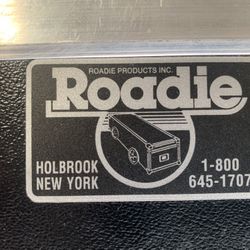 ROADIE PRODUCTS INC.
Roadie
HOLBROOK
NEW YORK
1-800
645-1707